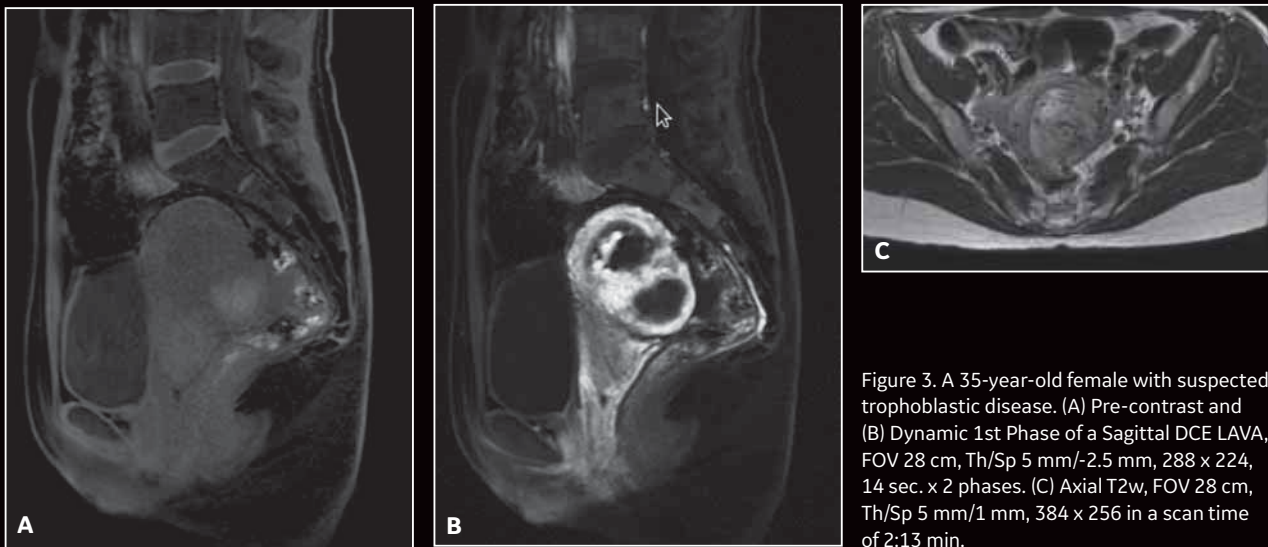 A
B
C
Figure 3. A 35-year-old female with suspected
trophoblastic disease. (A) Pre-contrast and
(B) Dynamic 1st Phase of a Sagittal DCE LAVA,
FOV 28 cm, Th/Sp 5 mm/-2.5 mm, 288 x 224,
14 sec. x 2 phases. (C) Axial T2w, FOV 28 cm,
Th/Sp 5 mm/1 mm, 384 x 256 in a scan time
of 2:13 min.